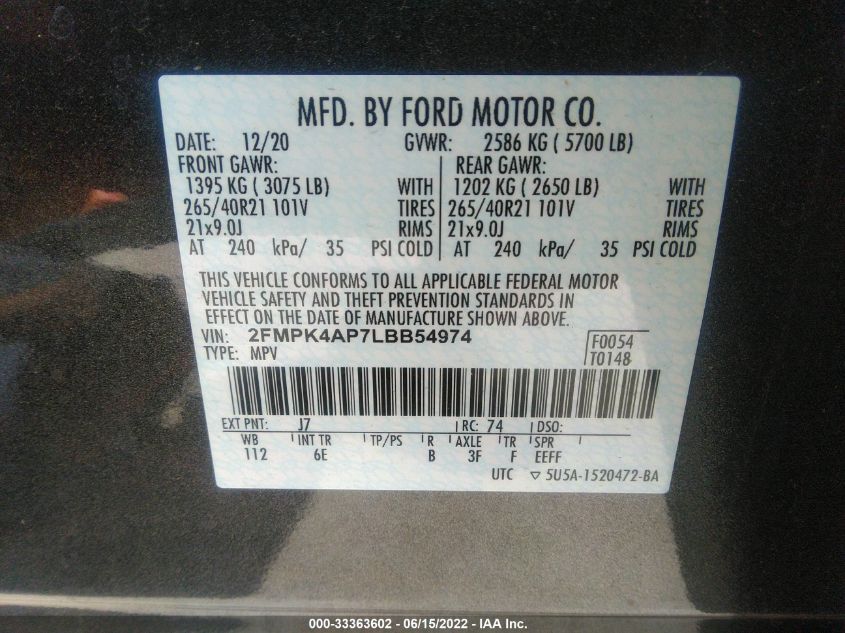 MFD. BY FORD MOTOR CO.
DATE: 12/20 GVWR: 2586 KG ( 5700 LB)
FRONT GAWR: REAR GAWR:
1395 KG ( 3075 LB) WITH 1202 KG ( 2650 LB) WITH
265/40R21 101V TIRES 265/40R21 101V TIRES
21x9.0J RIMS 21x9.0J RIMS
AT 240 kPa/ 35 PSI COLD AT 240 kPa/ 35 PSI COLD
THIS VEHICLE CONFORMS TO ALL APPLICABLE FEDERAL MOTOR
VEHICLE SAFETY AND THEFT PREVENTION STANDARDS IN
EFFECT ON THE DATE OF MANUFACTURE SHOWN ABOVE.
VIN: 2FMPK4AP7LBB54974 F0054
TYPE: MPV T0148
EXT PNT: J7 RC: 74 DSO:
WB INT TR TP/PS R AXLE TR SPR
112 6E B 3F F EEFF
UTC ▽ 5U5A-1520472-BA
000-33363602 - 06/15/2022 - IAA Inc.